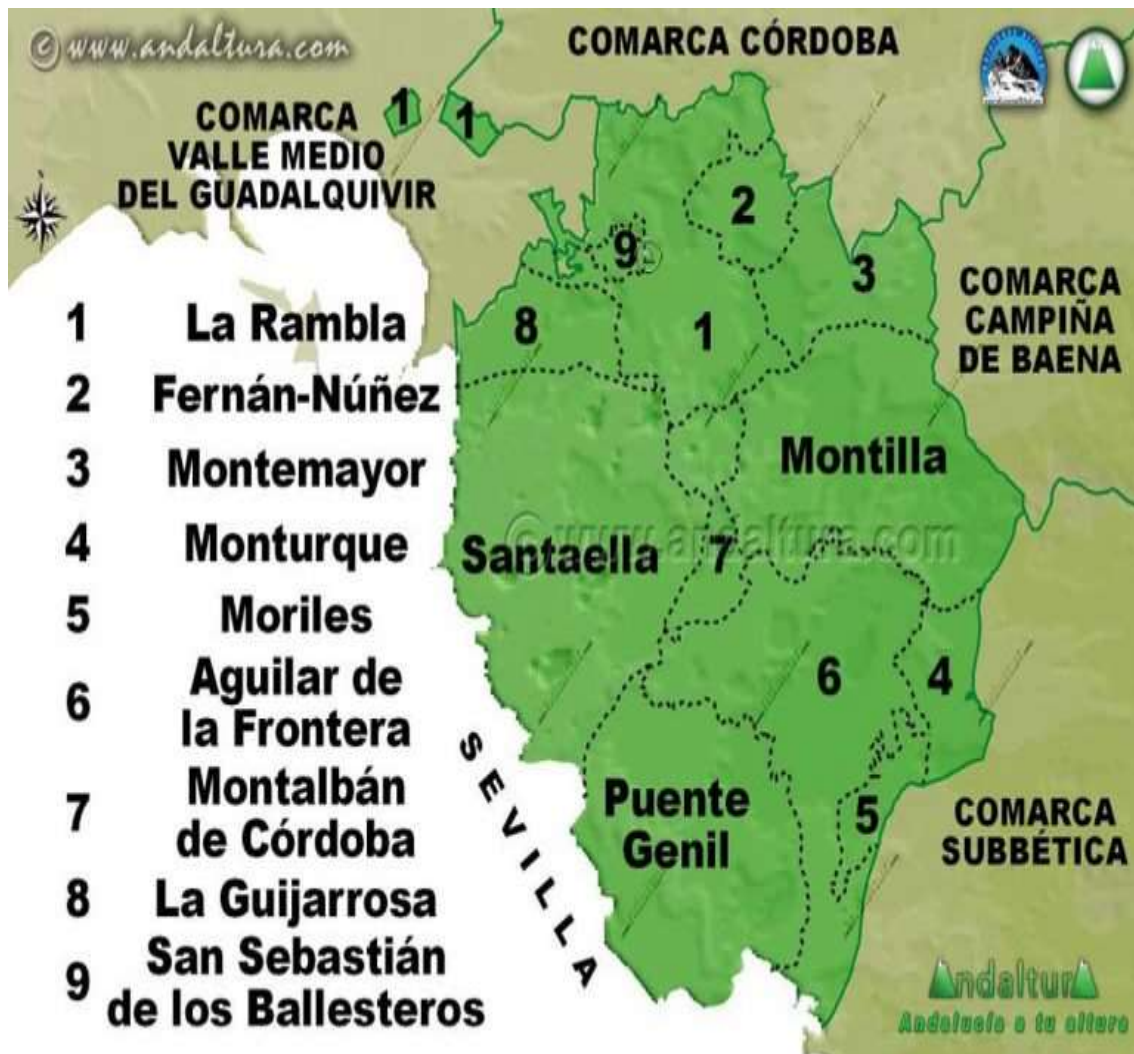 © www.andaltura.com
COMARCA CÓRDOBA
COMARCA
VALLE MEDIO
DEL GUADALQUIVIR
1
1
2
9
3
COMARCA
CAMPIÑA
DE BAENA
8
1
1 La Rambla
2 Fernán-Núñez
3 Montemayor
4 Monturque
5 Moriles
6 Aguilar de
la Frontera
7 Montalbán
de Córdoba
8 La Guijarrosa
9 San Sebastián
de los Ballesteros
Montilla
© www.andaltura.com
Santaella
7
6
4
SEVILLA
Puente
Genil
5
COMARCA
SUBBÉTICA
Andaltura
Andalucía a tu altura